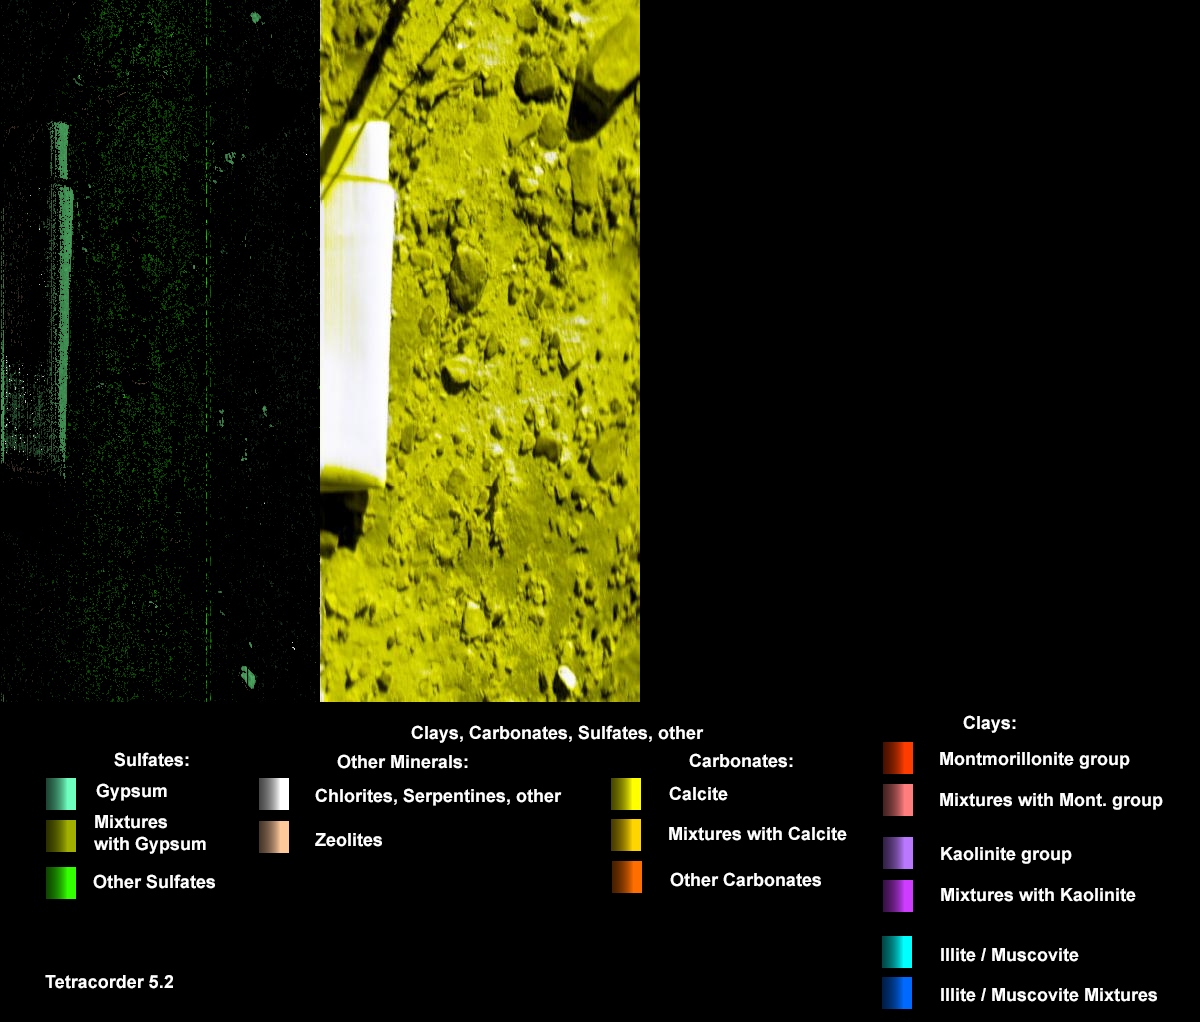 Clays, Carbonates, Sulfates, other
Sulfates:
Gypsum
Mixtures
with Gypsum
Other Sulfates
Other Minerals:
Chlorites, Serpentines, other
Zeolites
Carbonates:
Calcite
Mixtures with Calcite
Other Carbonates
Clays:
Montmorillonite group
Mixtures with Mont. group
Kaolinite group
Mixtures with Kaolinite
Illite / Muscovite
Illite / Muscovite Mixtures
Tetracorder 5.2